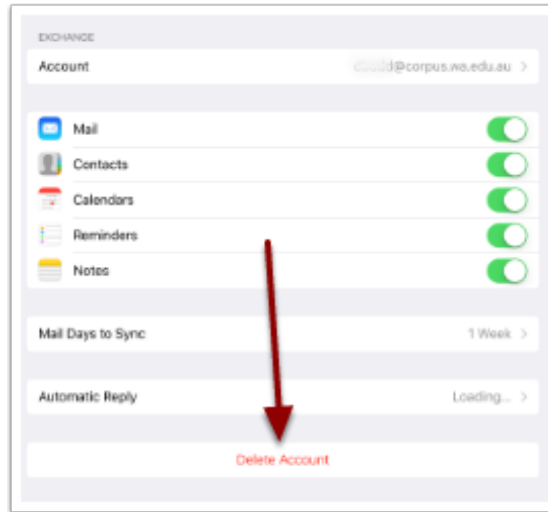 EXCHANGE
Account @corpus.wa.edu.au >
Mail
Contacts
Calendars
Reminders
Notes
Mail Days to Sync 1 Week >
Automatic Reply Loading... >
Delete Account